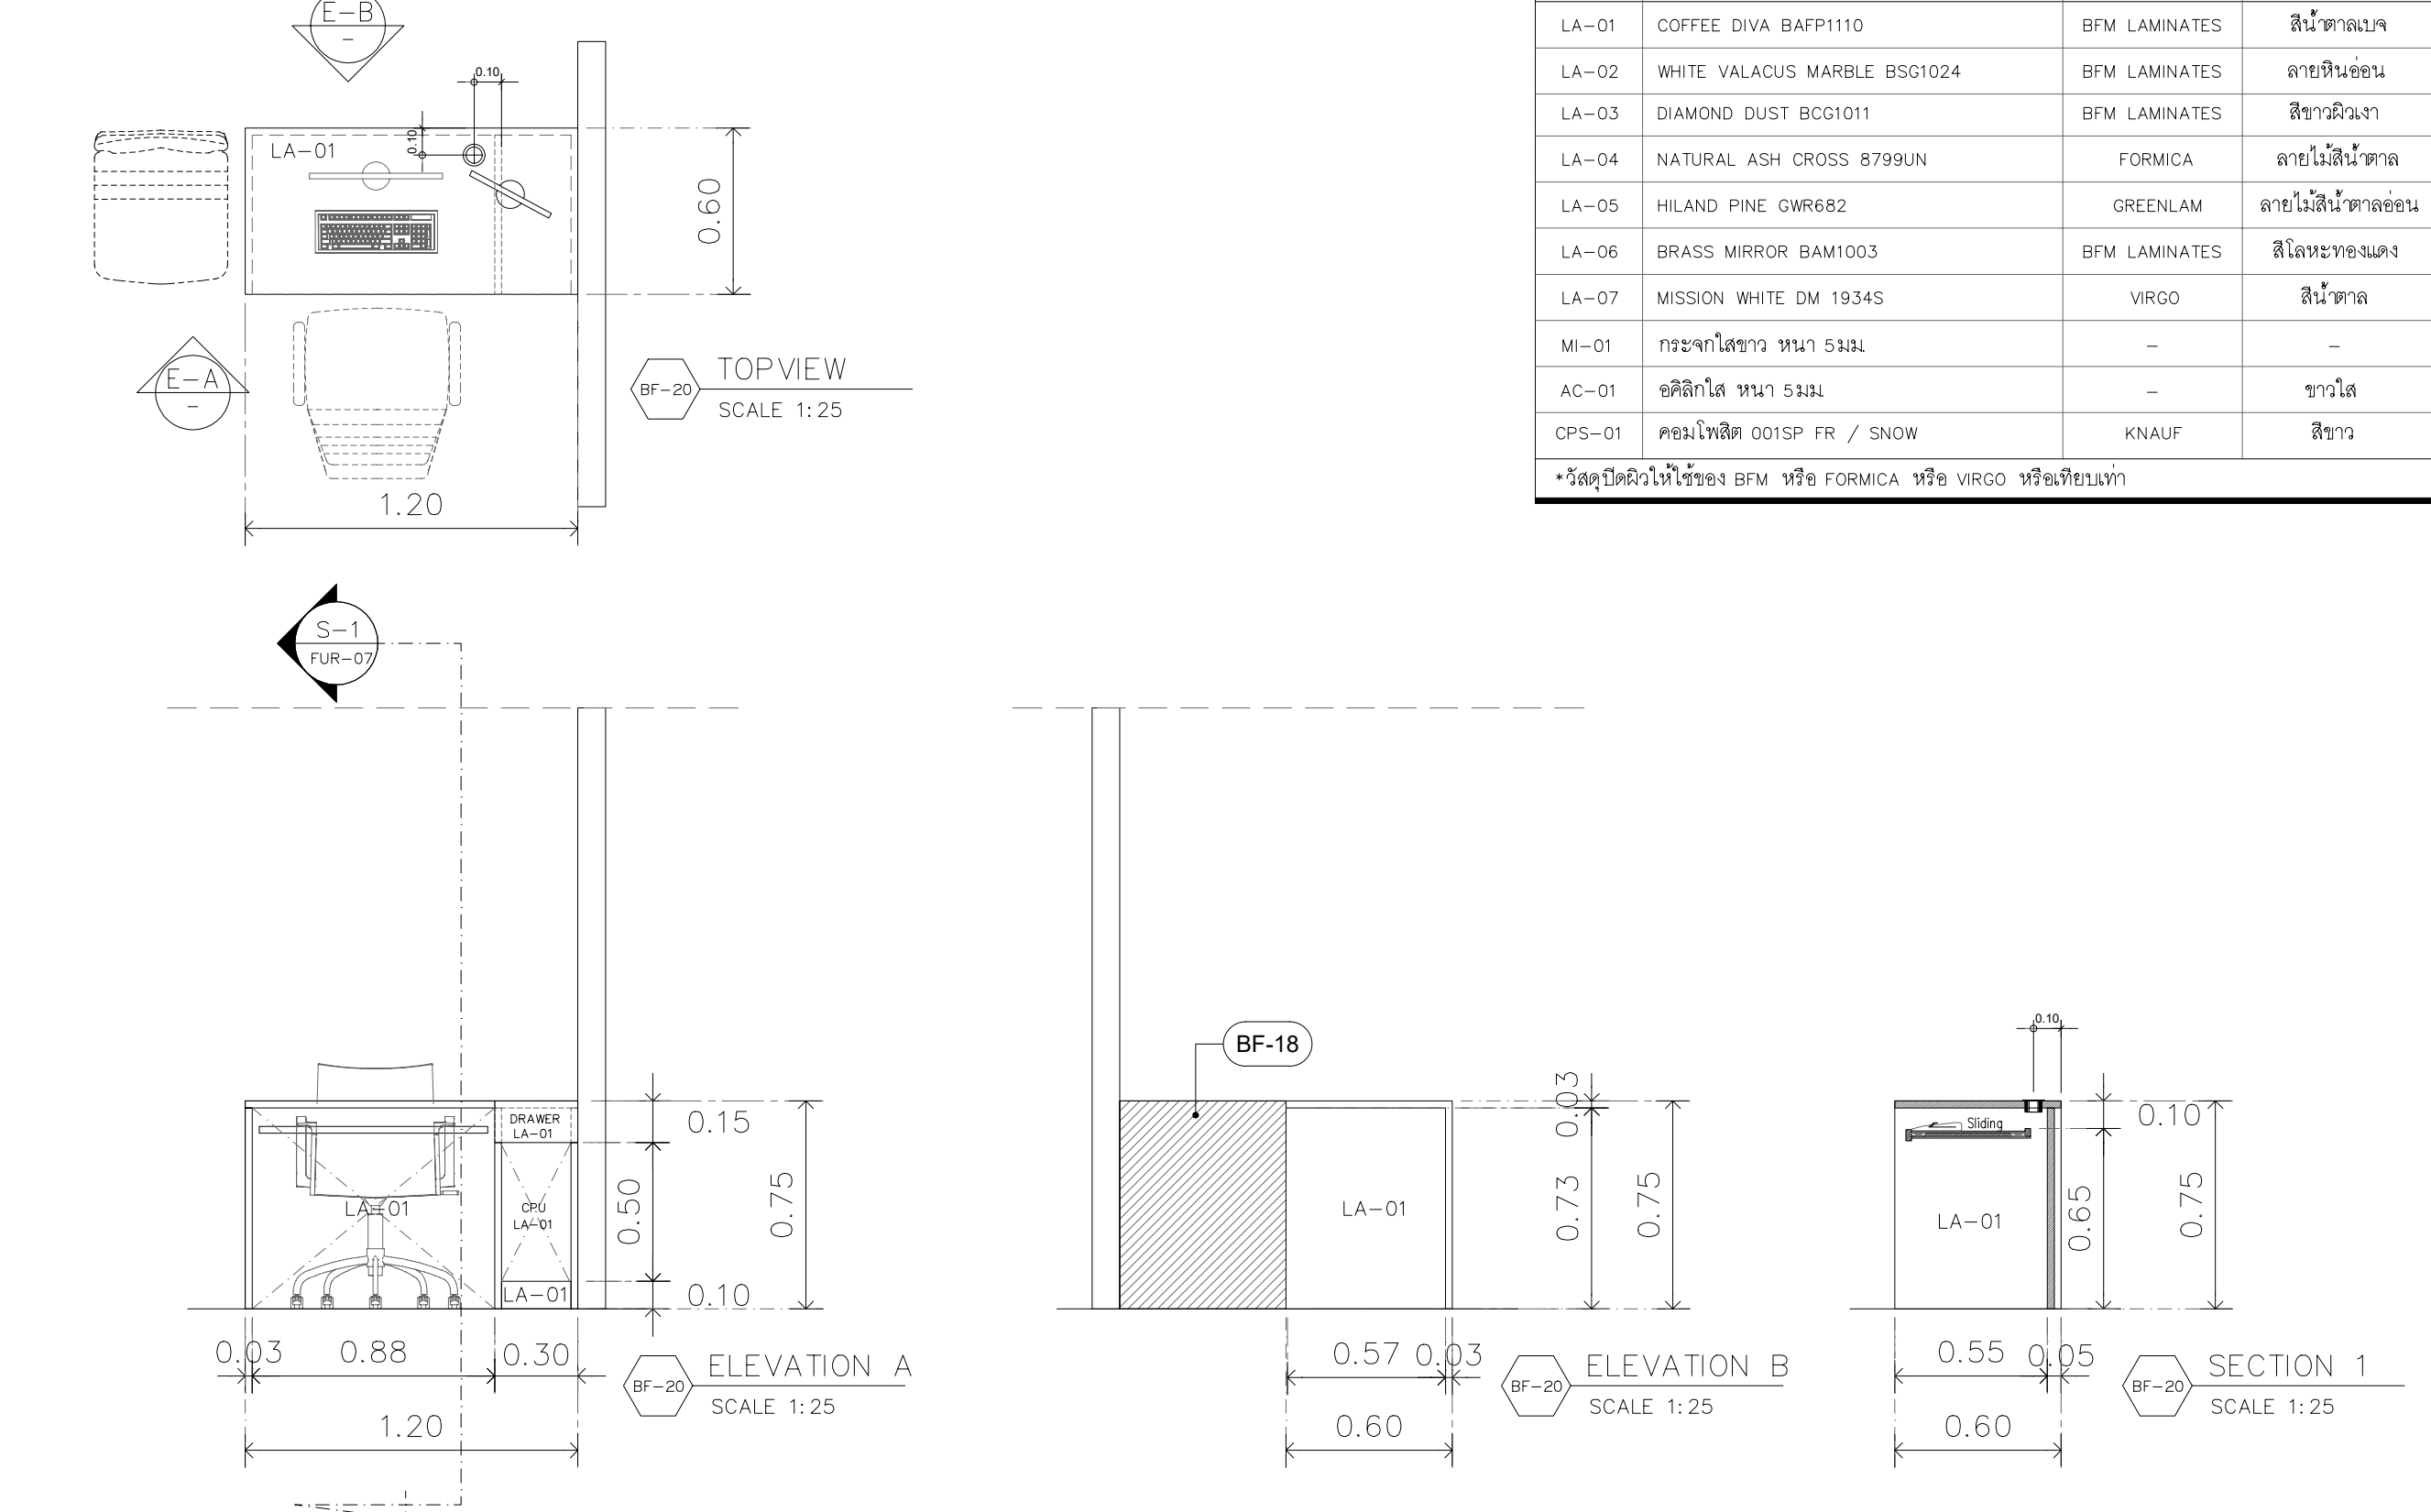 E-B
-
0.10
0.10
LA-01
0.60
E-A
-
BF-20
TOPVIEW
SCALE 1:25
1.20
LA-01 COFFEE DIVA BAFP1110 BFM LAMINATES สีน้ำตาลเบจ
LA-02 WHITE VALACUS MARBLE BSG1024 BFM LAMINATES ลายหินอ่อน
LA-03 DIAMOND DUST BCG1011 BFM LAMINATES สีขาวผิวเงา
LA-04 NATURAL ASH CROSS 8799UN FORMICA ลายไม้สีน้ำตาล
LA-05 HILAND PINE GWR682 GREENLAM ลายไม้สีน้ำตาลอ่อน
LA-06 BRASS MIRROR BAM1003 BFM LAMINATES สีโลหะทองแดง
LA-07 MISSION WHITE DM 1934S VIRGO สีน้ำตาล
MI-01 กระจกใสขาว หนา 5มม. - -
AC-01 อคิลิกใส หนา 5มม. - ขาวใส
CPS-01 คอมโพสิต 001SP FR / SNOW KNAUF สีขาว
*วัสดุปิดผิวให้ใช้ของ BFM หรือ FORMICA หรือ VIRGO หรือเทียบเท่า
S-1
FUR-07
DRAWER
LA-01
CPU
LA-01
LA-01
LA-01
0.15
0.50
0.10
0.75
0.03 0.88 0.30
1.20
BF-20
ELEVATION A
SCALE 1:25
BF-18
LA-01
0.03
0.73
0.75
0.57 0.03
0.60
BF-20
ELEVATION B
SCALE 1:25
0.10
Sliding
LA-01
0.10
0.65
0.75
0.55 0.05
0.60
BF-20
SECTION 1
SCALE 1:25